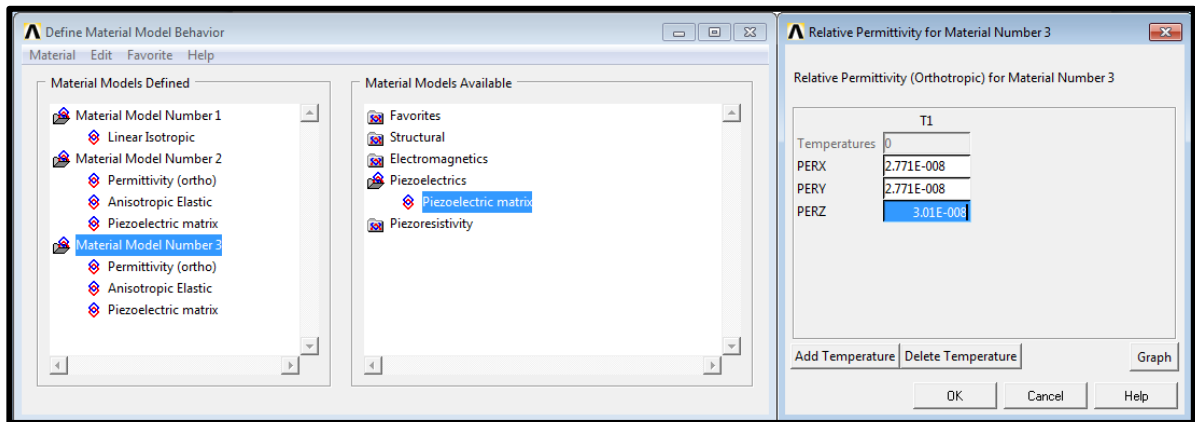 Define Material Model Behavior
Material Edit Favorite Help
Material Models Defined
Material Model Number 1
Linear Isotropic
Material Model Number 2
Permittivity (ortho)
Anisotropic Elastic
Piezoelectric matrix
Material Model Number 3
Permittivity (ortho)
Anisotropic Elastic
Piezoelectric matrix
Material Models Available
Favorites
Structural
Electromagnetics
Piezoelectrics
Piezoelectric matrix
Piezoresistivity
Relative Permittivity for Material Number 3
Relative Permittivity (Orthotropic) for Material Number 3
T1
Temperatures 0
PERX 2.771E-008
PERY 2.771E-008
PERZ 3.01E-008
Add Temperature Delete Temperature Graph
OK Cancel Help